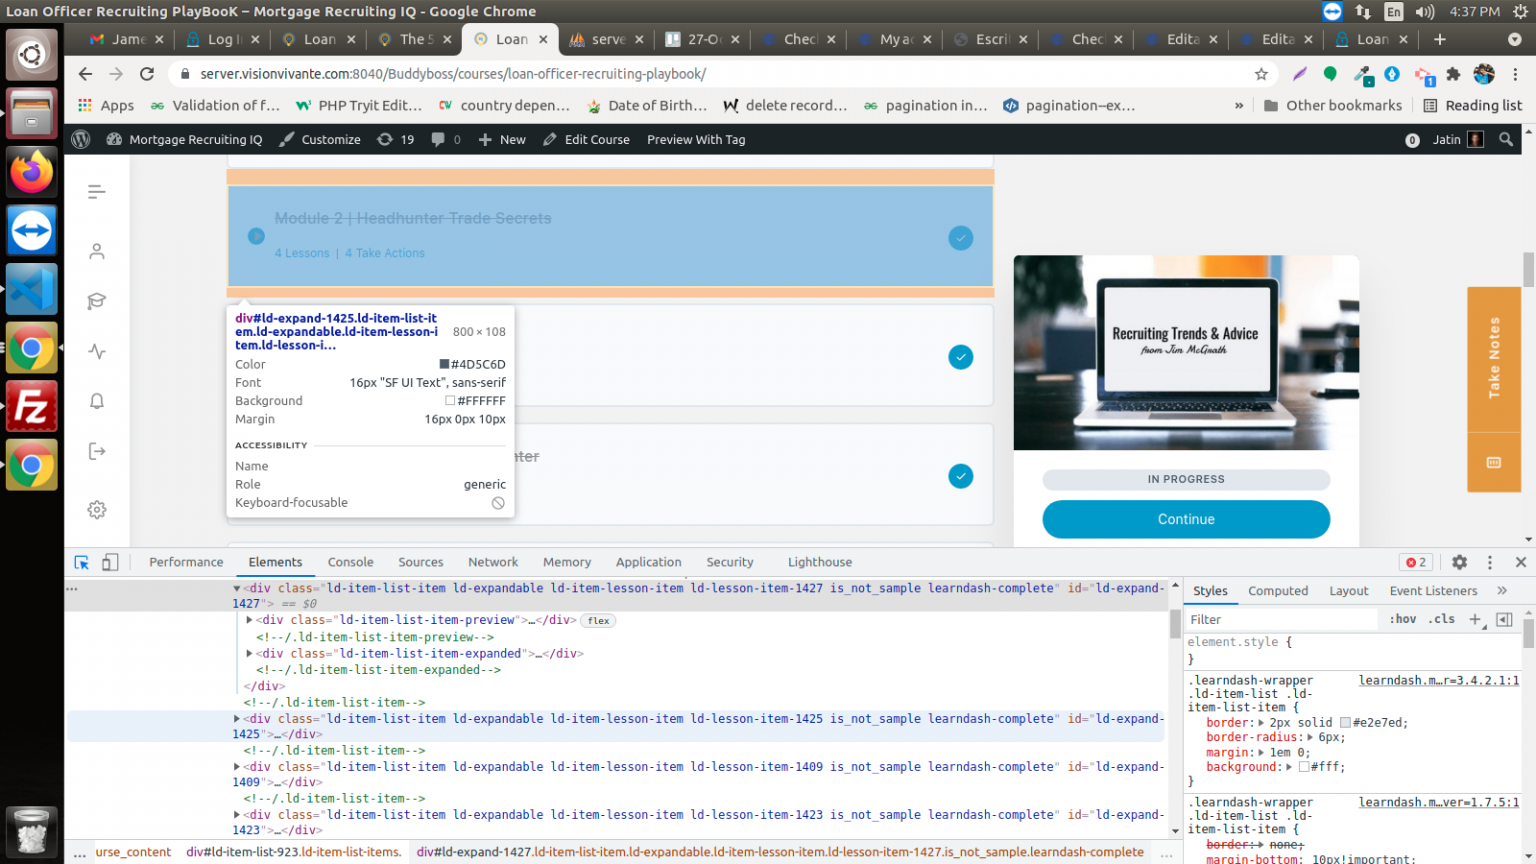 Loan Officer Recruiting PlayBooK – Mortgage Recruiting IQ - Google Chrome
En
4:37 PM
Jame
Log I
Loan
The 5
Loan
serve
27-O
Check
My ac
Escri
Check
Edita
Edita
Loan
server.visionvivante.com:8040/Buddyboss/courses/loan-officer-recruiting-playbook/
Apps
Validation of f...
PHP Tryit Edit...
country depen...
Date of Birth...
delete record...
pagination in...
pagination--ex...
»
Other bookmarks
Reading list
Mortgage Recruiting IQ
Customize
19
0
New
Edit Course
Preview With Tag
0
Jatin
Module 2 | Headhunter Trade Secrets
4 Lessons | 4 Take Actions
div#ld-expand-1425.ld-item-list-it
em.ld-expandable.ld-item-lesson-i
tem.ld-lesson-i...
800 × 108
Color
#4D5C6D
Font
16px "SF UI Text", sans-serif
Background
#FFFFFF
Margin
16px 0px 10px
ACCESSIBILITY
Name
Role
generic
Keyboard-focusable
nter
Recruiting Trends & Advice
from Jim McGrath
IN PROGRESS
Continue
Take Notes
Performance
Elements
Console
Sources
Network
Memory
Application
Security
Lighthouse
2
<div class="ld-item-list-item ld-expandable ld-item-lesson-item ld-lesson-item-1427 is_not_sample learndash-complete" id="ld-expand-
1427"> == $0
<div class="ld-item-list-item-preview">…</div> flex
<!--/.ld-item-list-item-preview-->
<div class="ld-item-list-item-expanded">…</div>
<!--/.ld-item-list-item-expanded-->
</div>
<!--/.ld-item-list-item-->
<div class="ld-item-list-item ld-expandable ld-item-lesson-item ld-lesson-item-1425 is_not_sample learndash-complete" id="ld-expand-
1425">…</div>
<!--/.ld-item-list-item-->
<div class="ld-item-list-item ld-expandable ld-item-lesson-item ld-lesson-item-1409 is_not_sample learndash-complete" id="ld-expand-
1409">…</div>
<!--/.ld-item-list-item-->
<div class="ld-item-list-item ld-expandable ld-item-lesson-item ld-lesson-item-1423 is_not_sample learndash-complete" id="ld-expand-
1423">…</div>
... urse_content div#ld-item-list-923.ld-item-list-items. div#ld-expand-1427.ld-item-list-item.ld-expandable.ld-item-lesson-item.ld-lesson-item-1427.is_not_sample.learndash-complete ...
Styles
Computed
Layout
Event Listeners
»
Filter
:hov .cls +
element.style {
}
.learndash-wrapper learndash.m…r=3.4.2.1:1
.ld-item-list .ld-
item-list-item {
border: 2px solid #e2e7ed;
border-radius: 6px;
margin: 1em 0;
background: #fff;
}
.learndash-wrapper learndash.m…ver=1.7.5:1
.ld-item-list .ld-
item-list-item {
border: none;
margin-bottom: 10px!important;